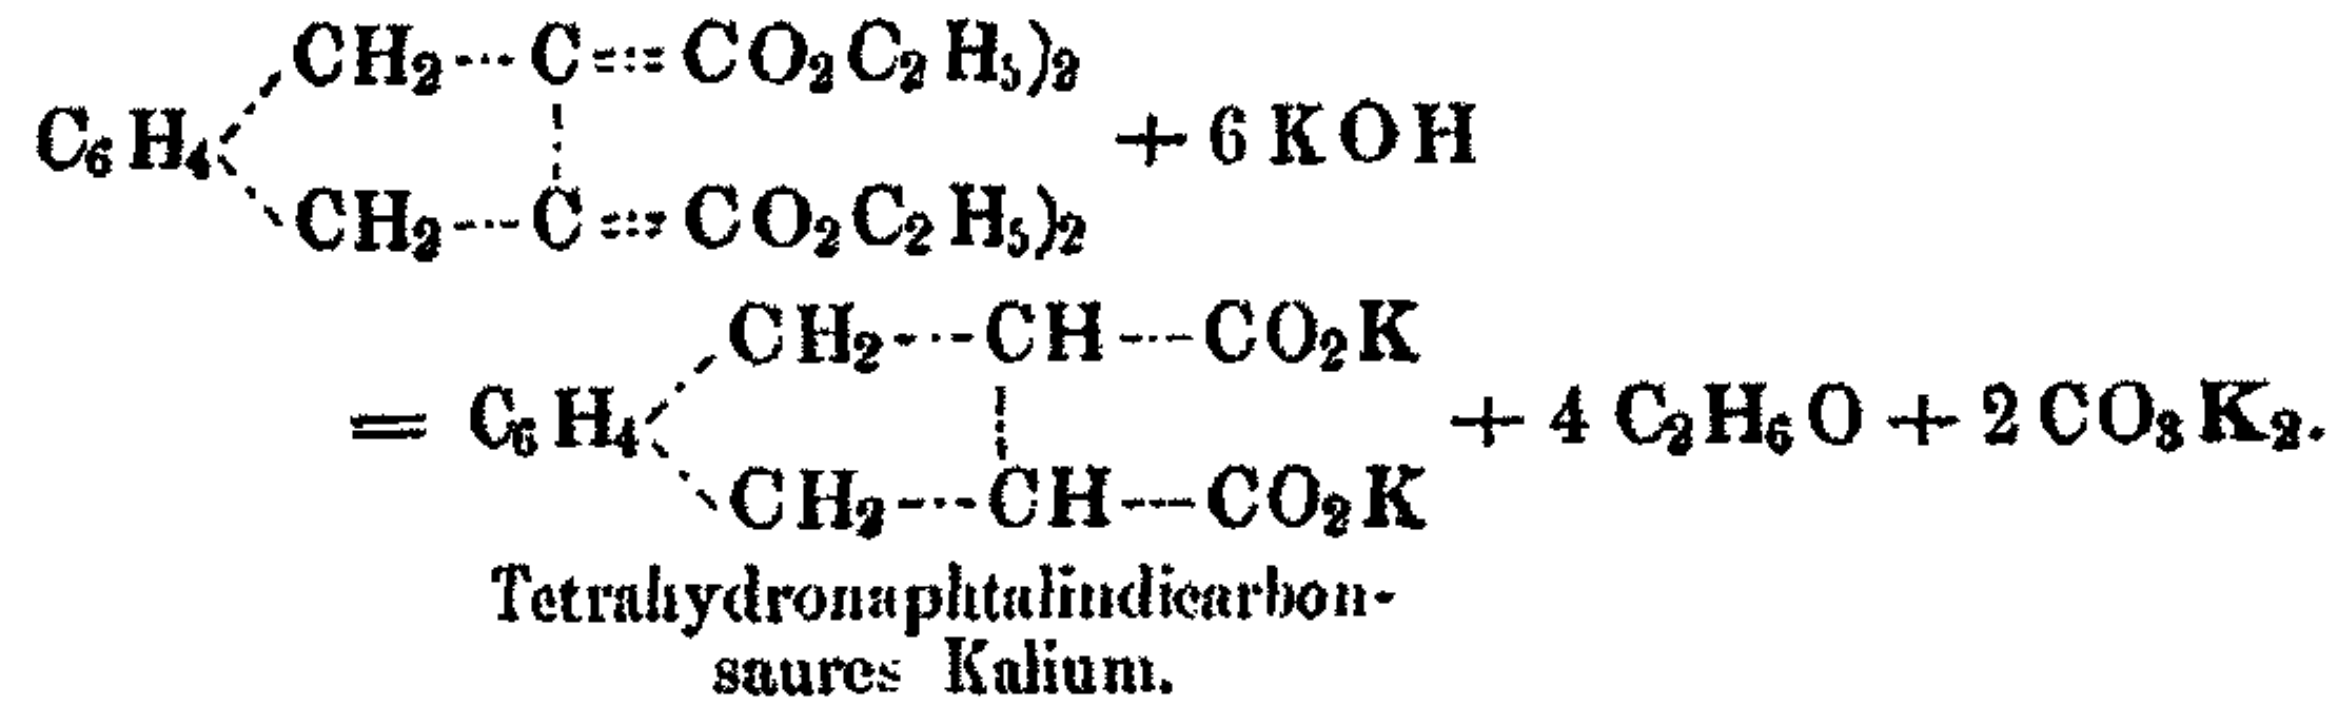 CH₂---C===CO₂C₂H₅)₂
C₆H₄ + 6 KOH
CH₂---C===CO₂C₂H₅)₂
CH₂---CH---CO₂K
= C₆H₄ + 4 C₂H₆O + 2 CO₃K₂.
CH₂---CH---CO₂K
Tetrahydronaphtalindicarbon-
saures Kalium.